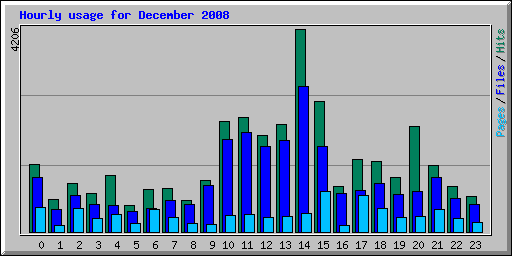 Hourly usage for December 2008
4206
Pages / Files / Hits
0 1 2 3 4 5 6 7 8 9 10 11 12 13 14 15 16 17 18 19 20 21 22 23